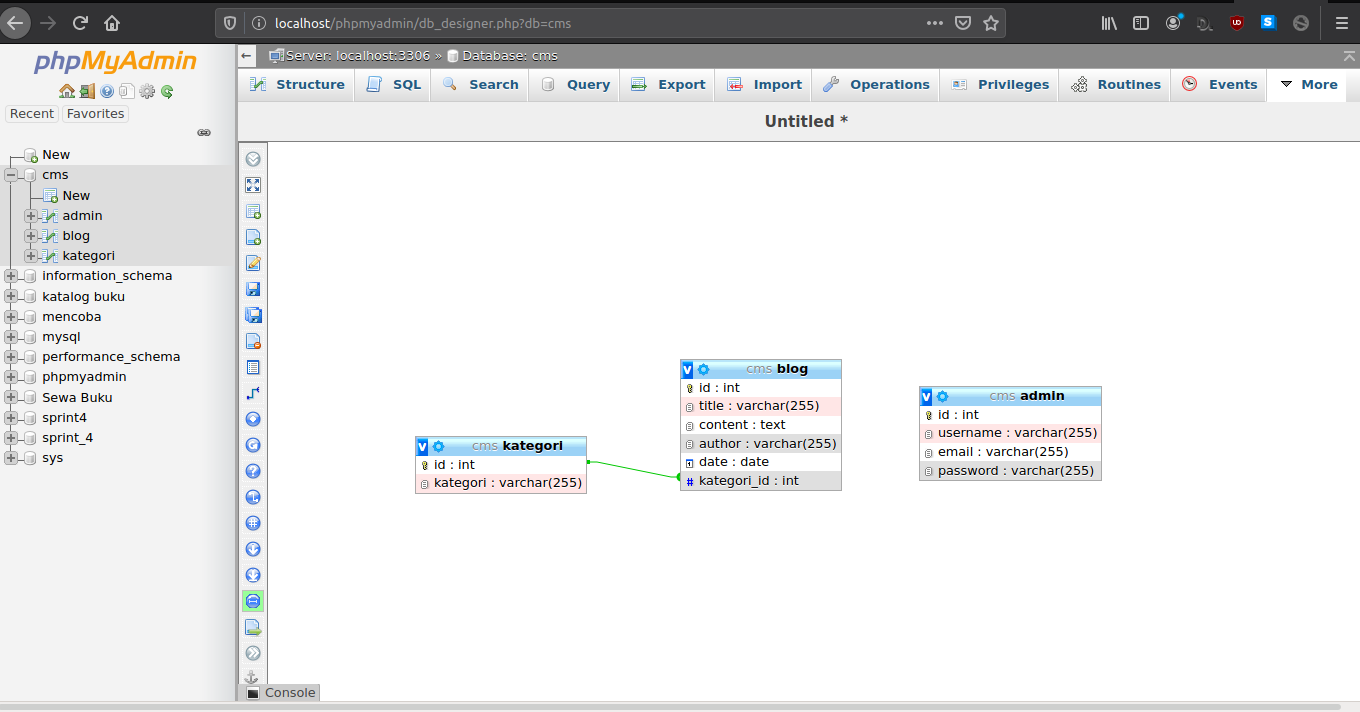 localhost/phpmyadmin/db_designer.php?db=cms
phpMyAdmin
Recent Favorites
New
cms
New
admin
blog
kategori
information_schema
katalog buku
mencoba
mysql
performance_schema
phpmyadmin
Sewa Buku
sprint4
sprint_4
sys
Server: localhost:3306 » Database: cms
Structure SQL Search Query Export Import Operations Privileges Routines Events More
Untitled *
cms kategori
id : int
kategori : varchar(255)
cms blog
id : int
title : varchar(255)
content : text
author : varchar(255)
date : date
kategori_id : int
cms admin
id : int
username : varchar(255)
email : varchar(255)
password : varchar(255)
Console